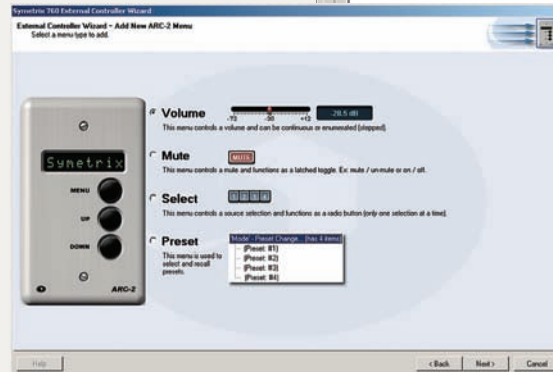 Symetrix 760 External Controller Wizard
External Controller Wizard - Add New ARC-2 Menu
Select a menu type to add.
Volume
-72 -30 +12
-28.5 dB
This menu controls a volume and can be continuous or enumerated (stepped).
Symetrix
MENU
UP
DOWN
ARC-2
Mute
MUTE
This menu controls a mute and functions as a latched toggle. Ex: mute / un-mute or on / off.
Select
1 2 3 4
This menu controls a source selection and functions as a radio button (only one selection at a time).
Preset
This menu is used to
select and recall
presets.
'Mode' - Preset Change... (has 4 items)
(Preset: #1)
(Preset: #2)
(Preset: #3)
(Preset: #4)
Help
< Back
Next >
Cancel